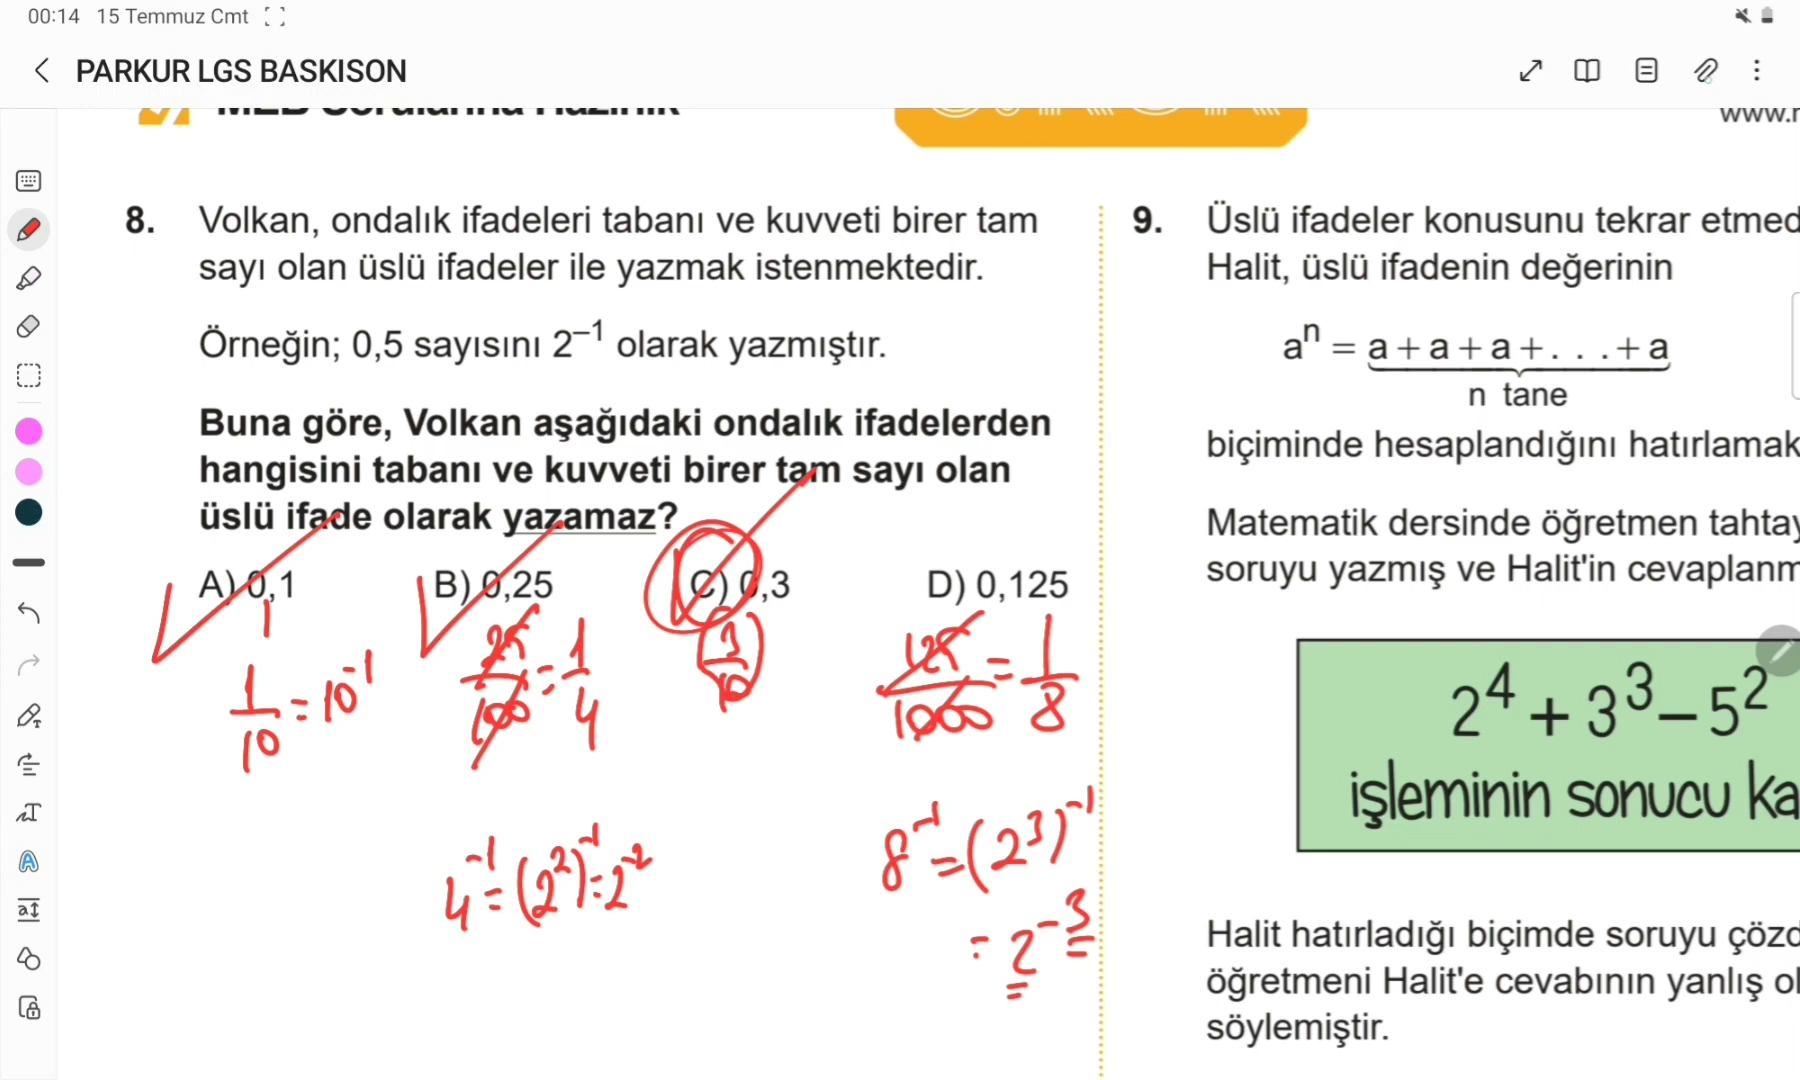 00:14 15 Temmuz Cmt
PARKUR LGS BASKISON
MEB Sorularına Hazırlık
www.
8. Volkan, ondalık ifadeleri tabanı ve kuvveti birer tam
sayı olan üslü ifadeler ile yazmak istenmektedir.
Örneğin; 0,5 sayısını 2⁻¹ olarak yazmıştır.
Buna göre, Volkan aşağıdaki ondalık ifadelerden
hangisini tabanı ve kuvveti birer tam sayı olan
üslü ifade olarak yazamaz?
A) 0,1 B) 0,25 C) 0,3 D) 0,125
1/10 = 10⁻¹
25/100 = 1/4
3/10
125/1000 = 1/8
4⁻¹ = (2²)⁻¹ = 2⁻²
8⁻¹ = (2³)⁻¹
= 2⁻³
9. Üslü ifadeler konusunu tekrar etmed
Halit, üslü ifadenin değerinin
aⁿ = a + a + a + . . . + a
n tane
biçiminde hesaplandığını hatırlamak
Matematik dersinde öğretmen tahtay
soruyu yazmış ve Halit'in cevaplanm
2⁴ + 3³ – 5²
işleminin sonucu ka
Halit hatırladığı biçimde soruyu çözd
öğretmeni Halit'e cevabının yanlış ol
söylemiştir.